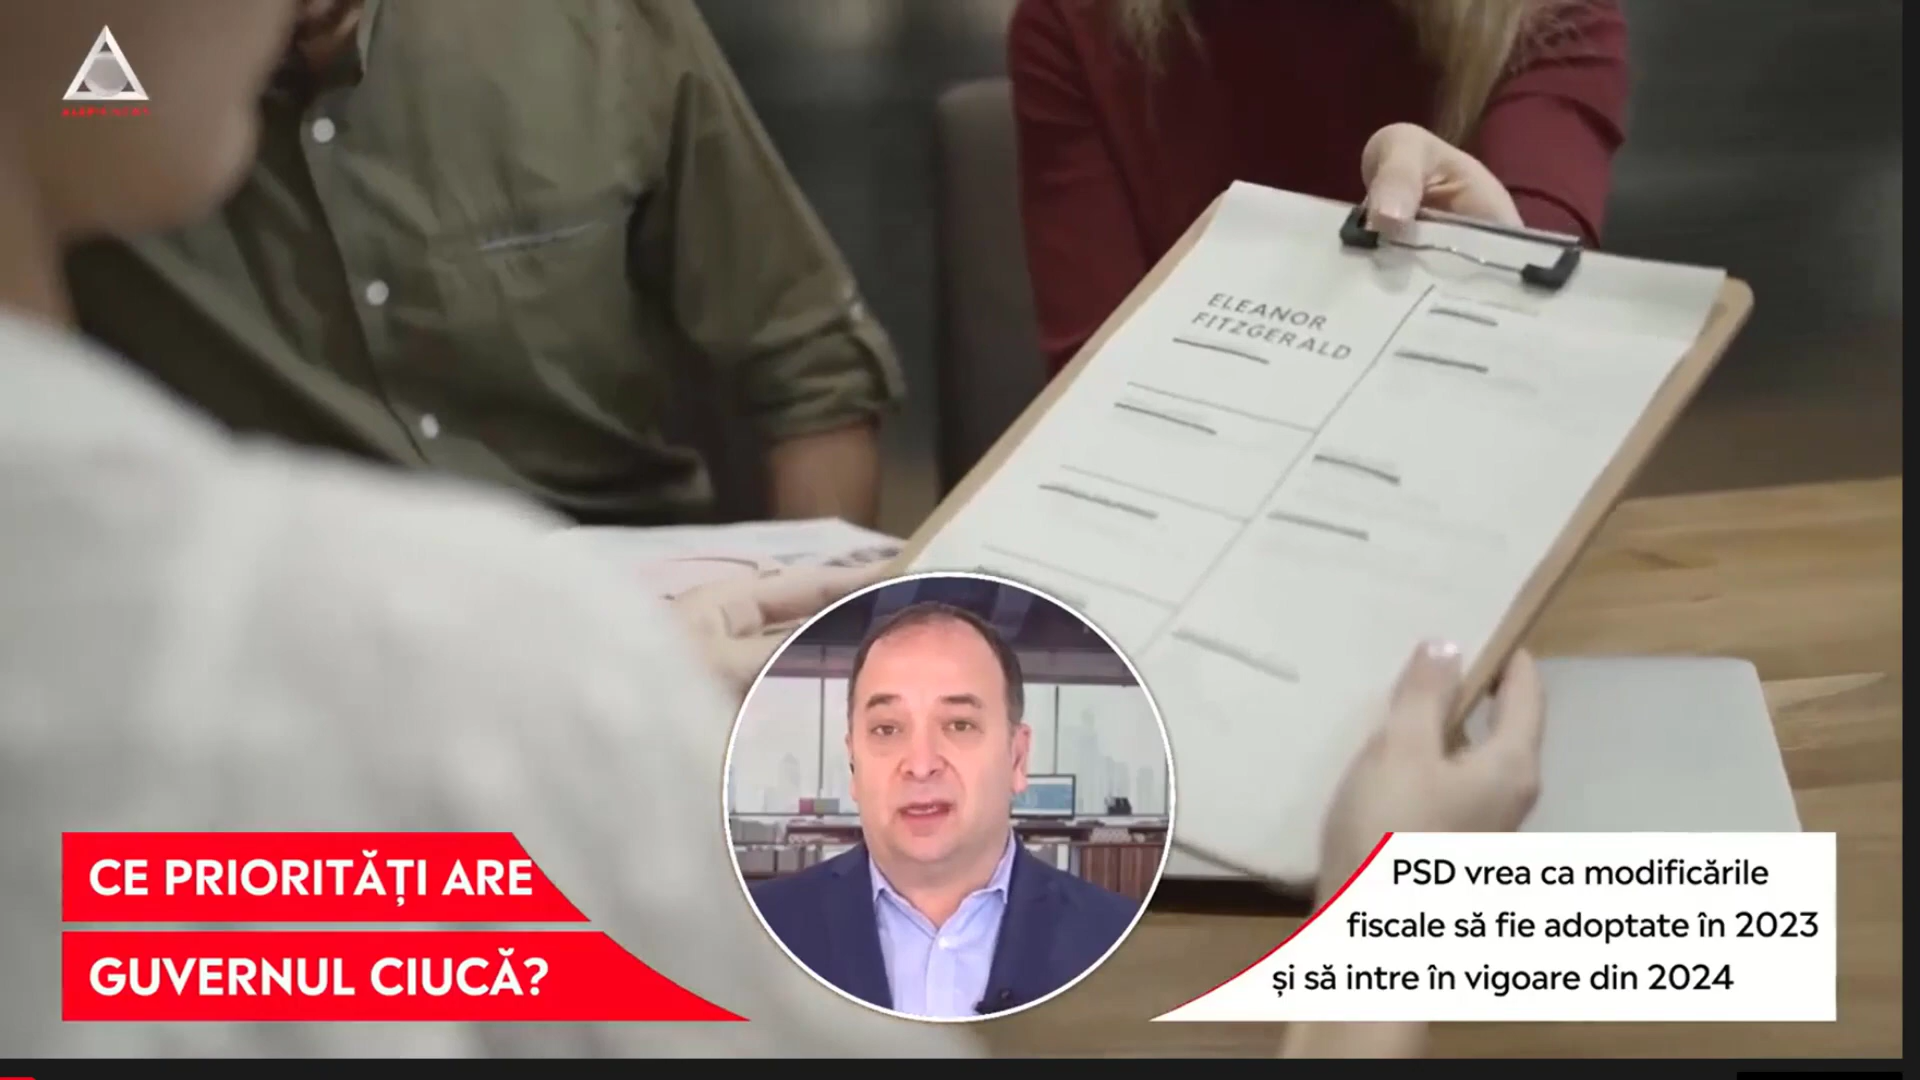 ELEANOR
FITZGERALD
CE PRIORITĂȚI ARE
GUVERNUL CIUCĂ?
PSD vrea ca modificările
fiscale să fie adoptate în 2023
și să intre în vigoare din 2024